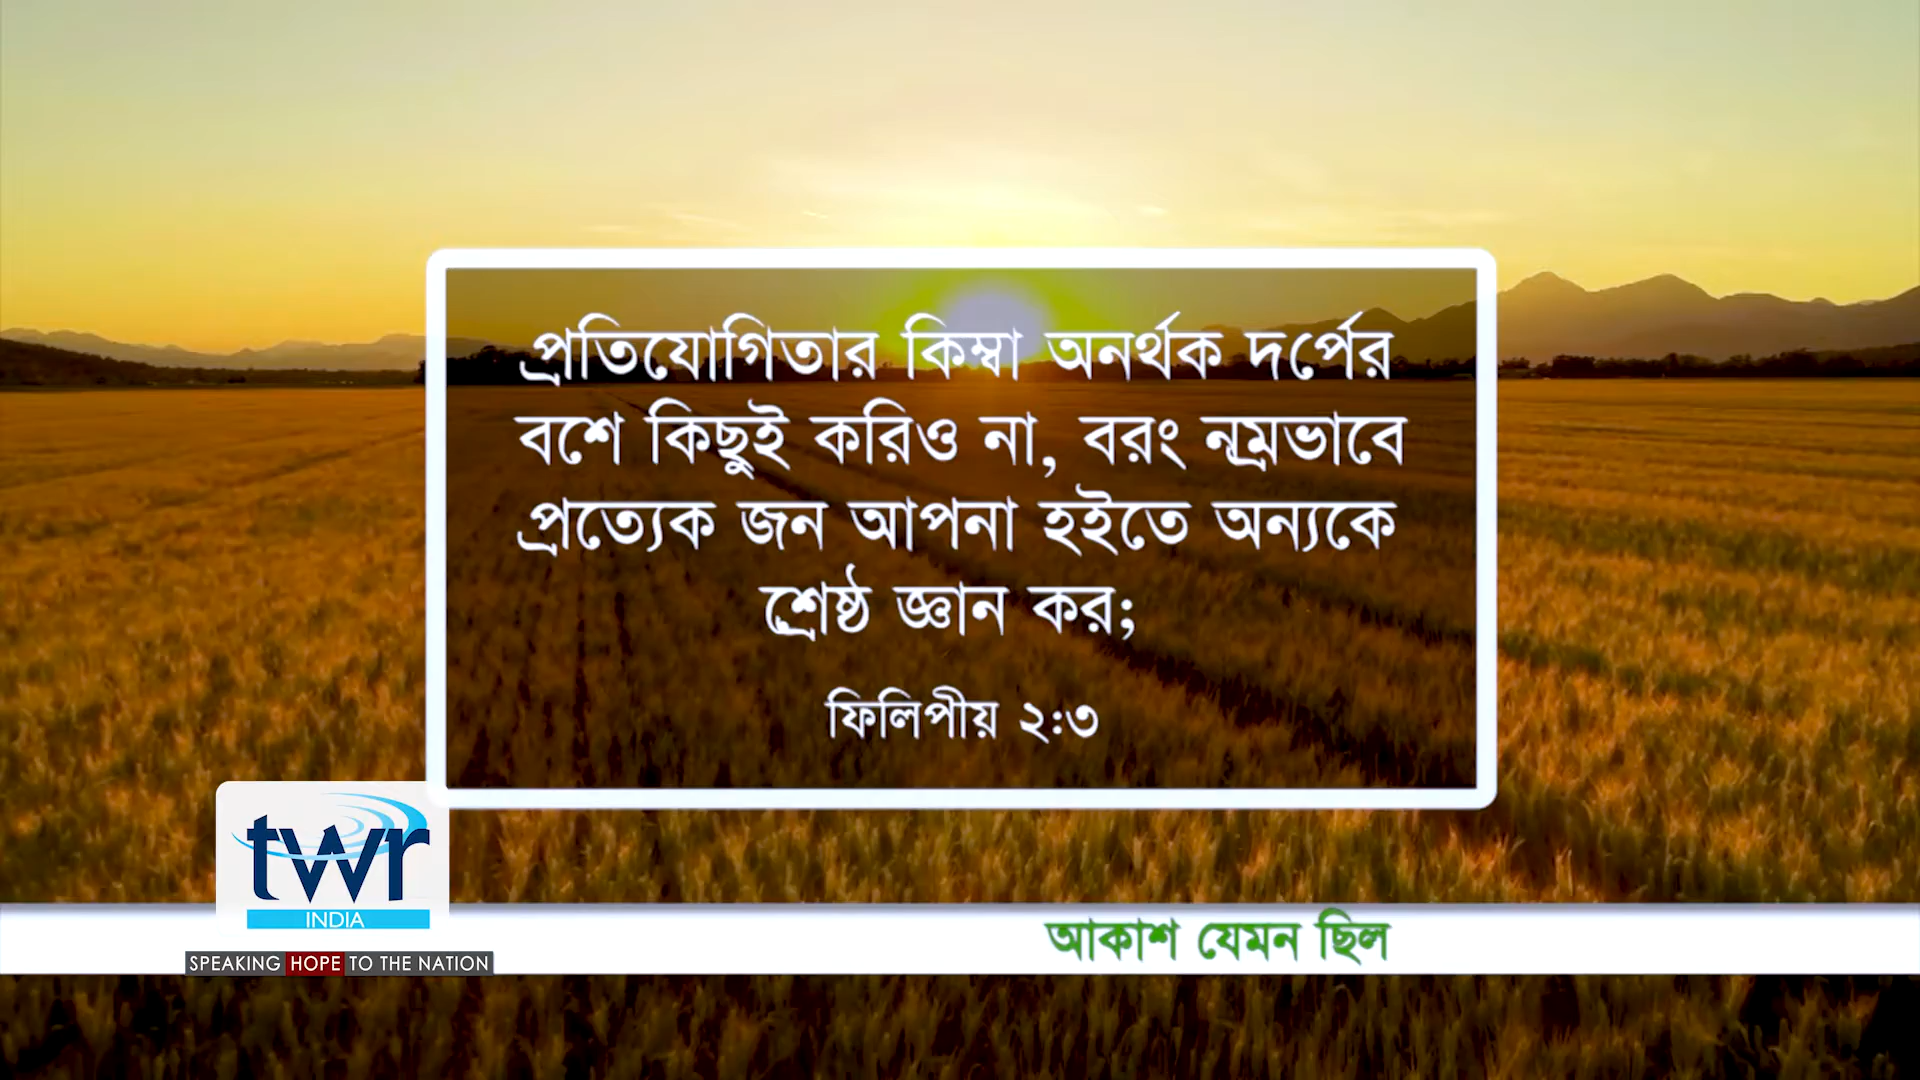 প্রতিযোগিতার কিম্বা অনর্থক দর্পের
বশে কিছুই করিও না, বরং নম্রভাবে
প্রত্যেক জন আপনা হইতে অন্যকে
শ্রেষ্ঠ জ্ঞান কর;
ফিলিপীয় ২:৩
twr
INDIA
আকাশ যেমন ছিল
SPEAKING HOPE TO THE NATION